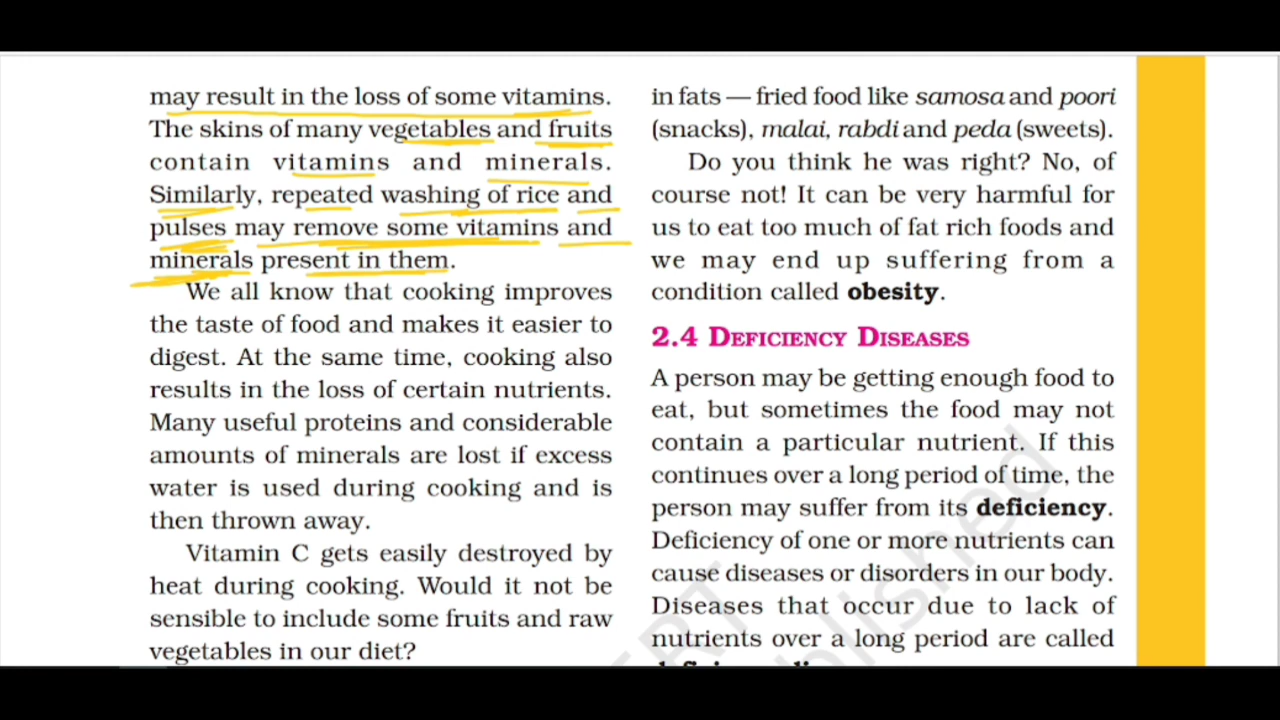 may result in the loss of some vitamins.
The skins of many vegetables and fruits
contain vitamins and minerals.
Similarly, repeated washing of rice and
pulses may remove some vitamins and
minerals present in them.
We all know that cooking improves
the taste of food and makes it easier to
digest. At the same time, cooking also
results in the loss of certain nutrients.
Many useful proteins and considerable
amounts of minerals are lost if excess
water is used during cooking and is
then thrown away.
Vitamin C gets easily destroyed by
heat during cooking. Would it not be
sensible to include some fruits and raw
vegetables in our diet?
in fats — fried food like samosa and poori
(snacks), malai, rabdi and peda (sweets).
Do you think he was right? No, of
course not! It can be very harmful for
us to eat too much of fat rich foods and
we may end up suffering from a
condition called obesity.
2.4 DEFICIENCY DISEASES
A person may be getting enough food to
eat, but sometimes the food may not
contain a particular nutrient. If this
continues over a long period of time, the
person may suffer from its deficiency.
Deficiency of one or more nutrients can
cause diseases or disorders in our body.
Diseases that occur due to lack of
nutrients over a long period are called